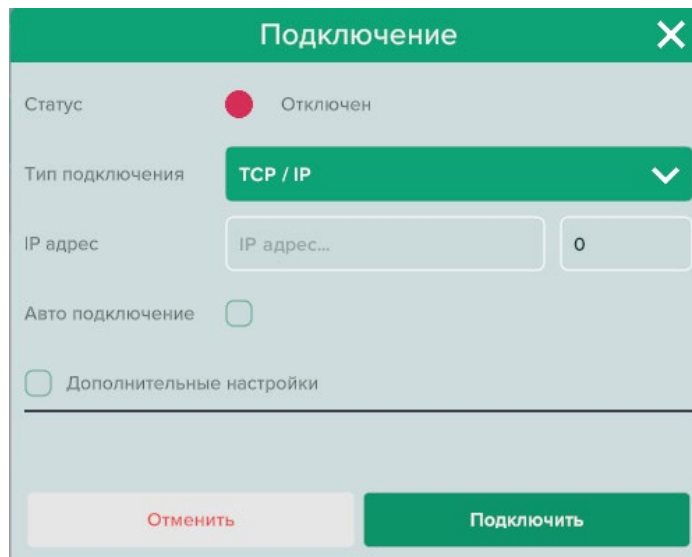 Подключение
Статус Отключен
Тип подключения TCP / IP
IP адрес IP адрес... 0
Авто подключение
Дополнительные настройки
Отменить Подключить